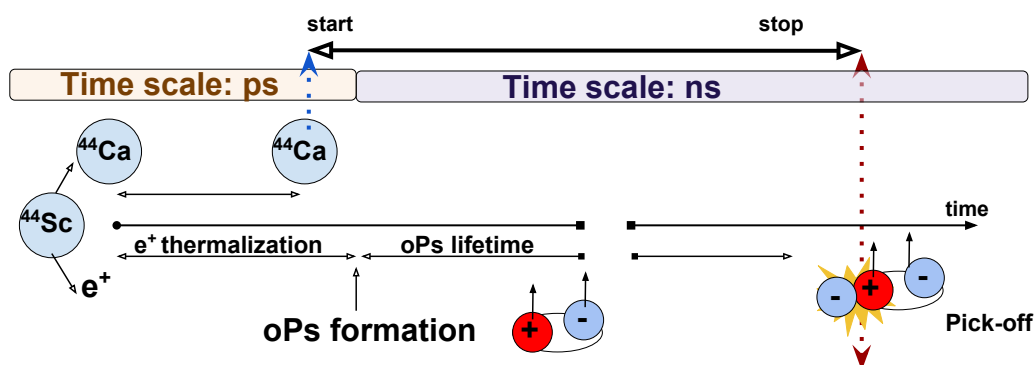 start
stop
Time scale: ps
Time scale: ns
⁴⁴Ca
⁴⁴Ca
⁴⁴Sc
time
e⁺ thermalization
oPs lifetime
e⁺
oPs formation
+
-
-
+
-
Pick-off